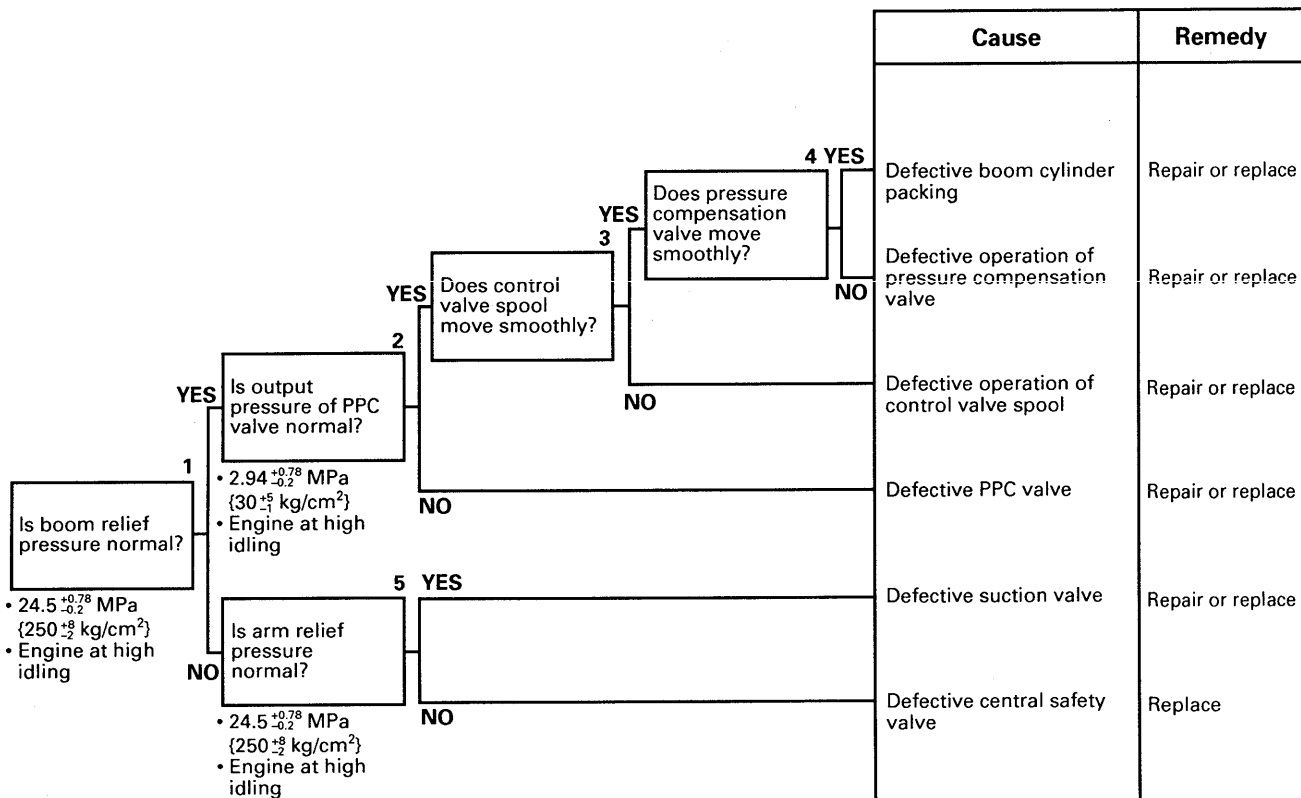 Cause
Remedy
4 YES
Does pressure
compensation
valve move
smoothly?
Defective boom cylinder
packing
Repair or replace
YES
3
Defective operation of
pressure compensation
valve
Repair or replace
NO
Does control
valve spool
move smoothly?
YES
2
Defective operation of
control valve spool
Repair or replace
NO
Is output
pressure of PPC
valve normal?
YES
1
• 2.94 +0.78 -0.2 MPa
{30 +5 -1 kg/cm²}
• Engine at high
idling
Defective PPC valve
Repair or replace
NO
Is boom relief
pressure normal?
• 24.5 +0.78 -0.2 MPa
{250 +8 -2 kg/cm²}
• Engine at high
idling
5 YES
Defective suction valve
Repair or replace
NO
Is arm relief
pressure
normal?
NO
Defective central safety
valve
Replace
• 24.5 +0.78 -0.2 MPa
{250 +8 -2 kg/cm²}
• Engine at high
idling